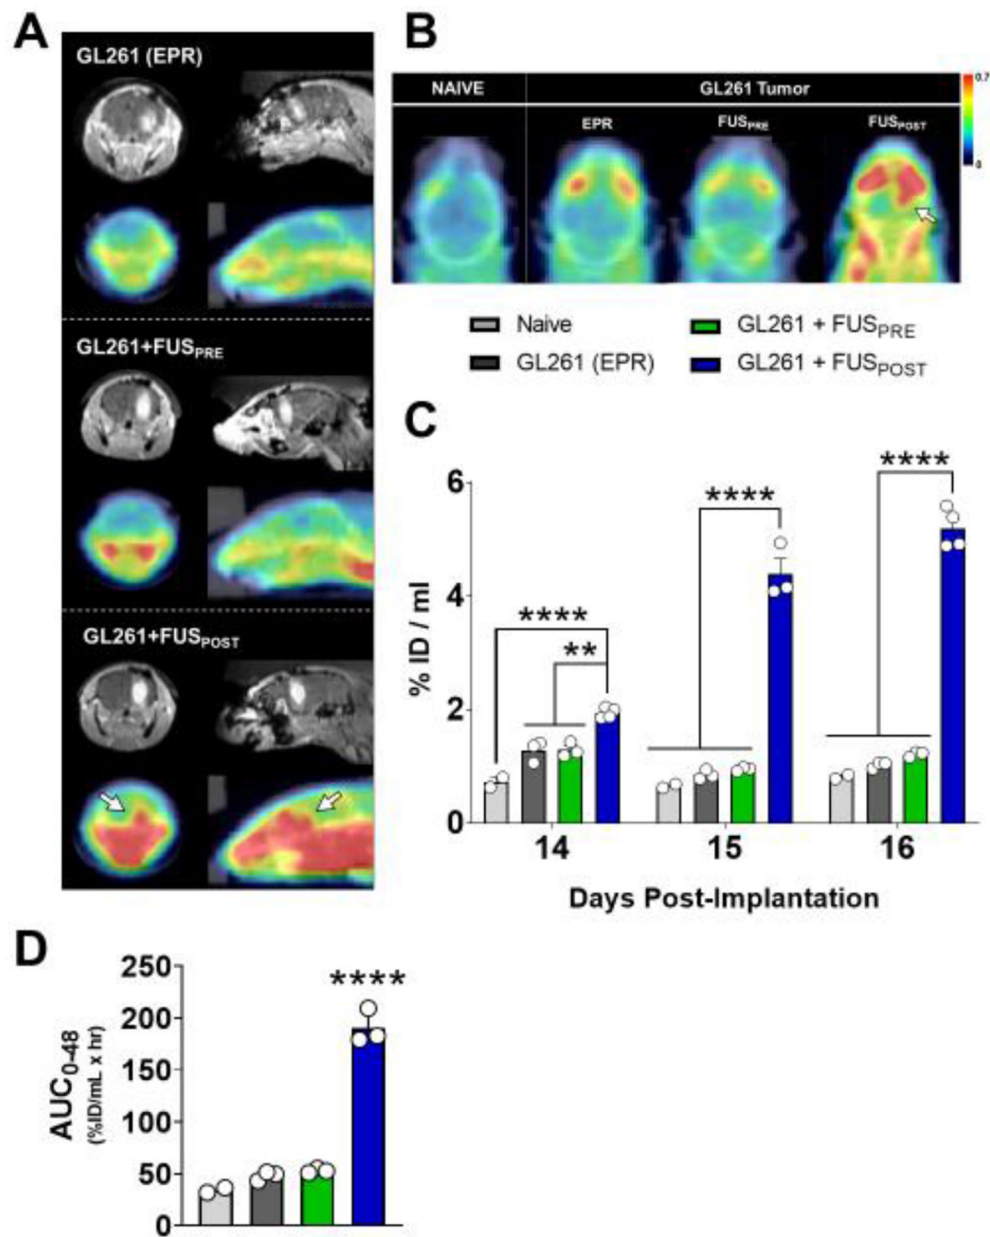 A
GL261 (EPR)
GL261+FUSPRE
GL261+FUSPOST
B
NAIVE
GL261 Tumor
EPR
FUSPRE
FUSPOST
0.7
0
Naive
GL261 + FUSPRE
GL261 (EPR)
GL261 + FUSPOST
C
% ID / ml
6
4
2
0
****
**
****
****
14
15
16
Days Post-Implantation
D
AUC0-48
(%ID/mL x hr)
250
200
150
100
50
0
****